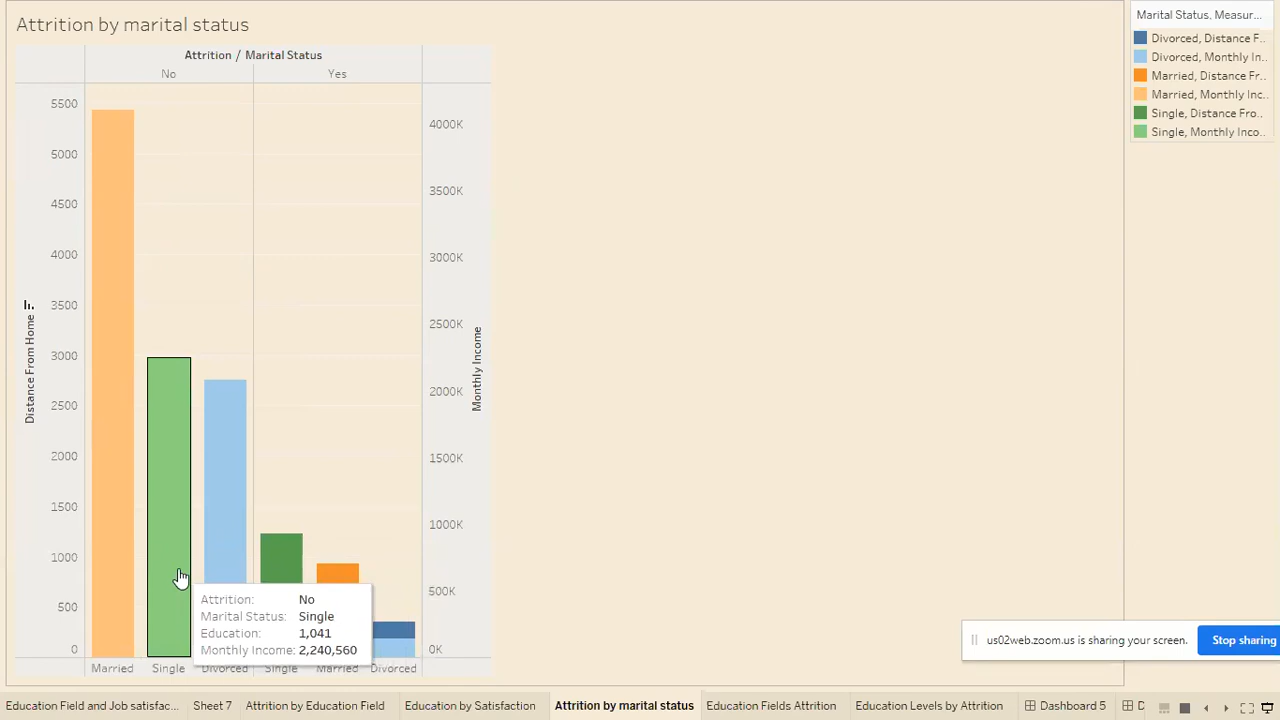 Attrition by marital status
Marital Status, Measur...
Divorced, Distance F..
Divorced, Monthly In..
Married, Distance Fr..
Married, Monthly Inc..
Single, Distance Fro..
Single, Monthly Inco..
Attrition / Marital Status
No
Yes
5500
5000
4500
4000
3500
3000
2500
2000
1500
1000
500
0
Distance From Home
4000K
3500K
3000K
2500K
2000K
1500K
1000K
500K
0K
Monthly Income
Attrition: No
Marital Status: Single
Education: 1,041
Monthly Income: 2,240,560
Married
Single
Divorced
Single
Married
Divorced
us02web.zoom.us is sharing your screen.
Stop sharing
Education Field and Job satisfac...
Sheet 7
Attrition by Education Field
Education by Satisfaction
Attrition by marital status
Education Fields Attrition
Education Levels by Attrition
Dashboard 5
D